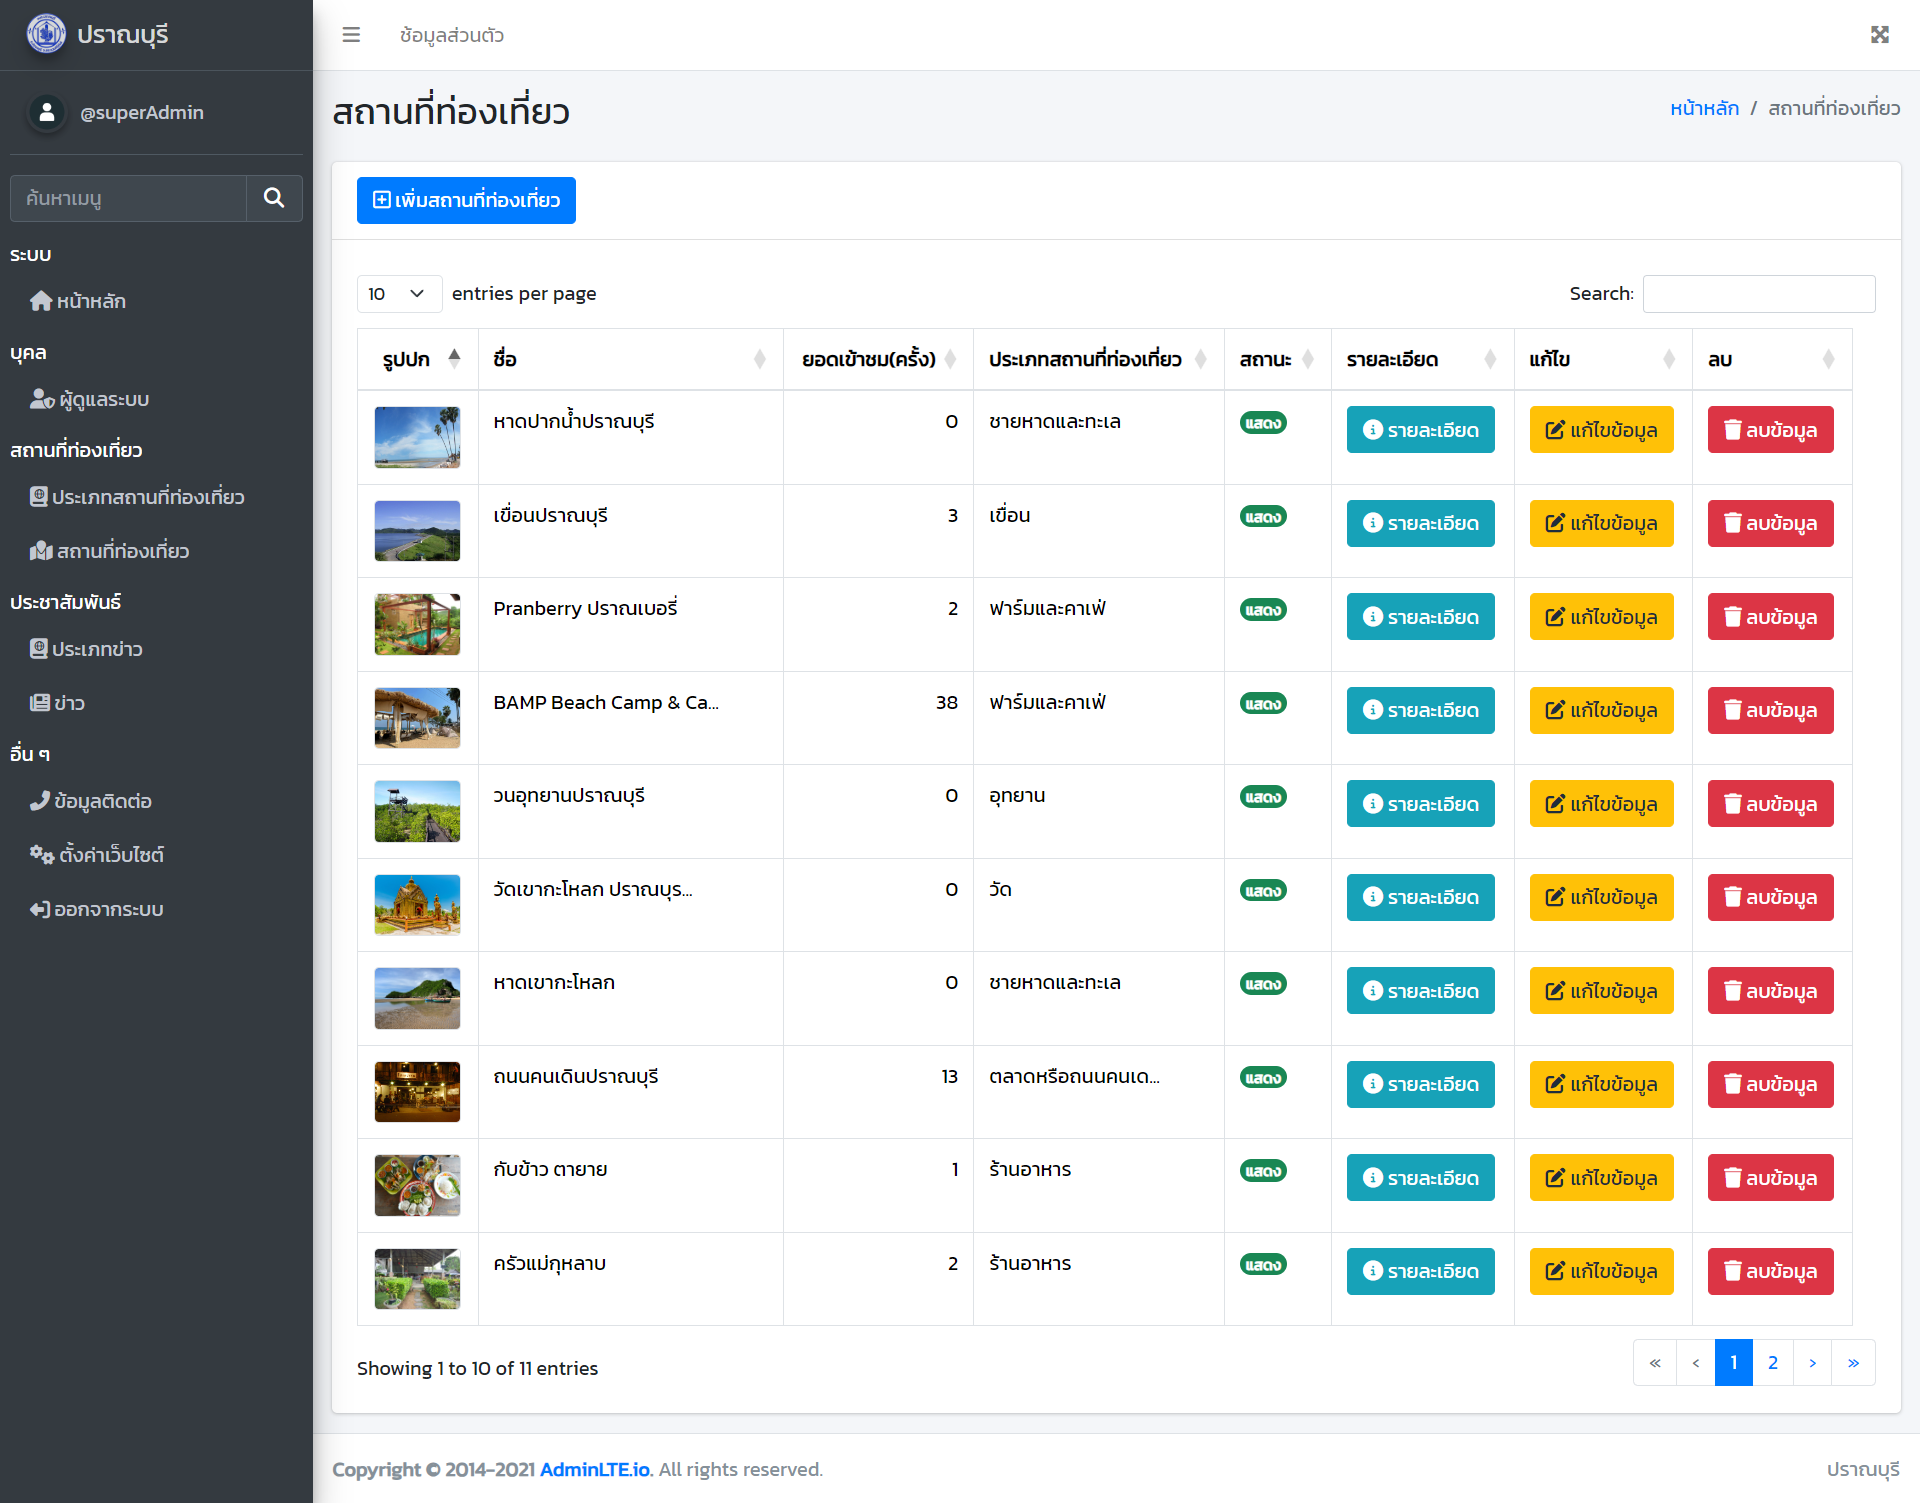 ปราณบุรี
ช้อมูลส่วนตัว
@superAdmin
ค้นหาเมนู
ระบบ
หน้าหลัก
บุคล
ผู้ดูแลระบบ
สถานที่ท่องเที่ยว
ประเภทสถานที่ท่องเที่ยว
สถานที่ท่องเที่ยว
ประชาสัมพันธ์
ประเภทข่าว
ข่าว
อื่น ๆ
ข้อมูลติดต่อ
ตั้งค่าเว็บไซต์
ออกจากระบบ
สถานที่ท่องเที่ยว
หน้าหลัก / สถานที่ท่องเที่ยว
เพิ่มสถานที่ท่องเที่ยว
10 entries per page
Search:
รูปปก ชื่อ ยอดเข้าชม(ครั้ง) ประเภทสถานที่ท่องเที่ยว สถานะ รายละเอียด แก้ไข ลบ
หาดปากน้ำปราณบุรี 0 ชายหาดและทะเล แสดง รายละเอียด แก้ไขข้อมูล ลบข้อมูล
เขื่อนปราณบุรี 3 เขื่อน แสดง รายละเอียด แก้ไขข้อมูล ลบข้อมูล
Pranberry ปราณเบอรี่ 2 ฟาร์มและคาเฟ่ แสดง รายละเอียด แก้ไขข้อมูล ลบข้อมูล
BAMP Beach Camp & Ca... 38 ฟาร์มและคาเฟ่ แสดง รายละเอียด แก้ไขข้อมูล ลบข้อมูล
วนอุทยานปราณบุรี 0 อุทยาน แสดง รายละเอียด แก้ไขข้อมูล ลบข้อมูล
วัดเขากะโหลก ปราณบุร... 0 วัด แสดง รายละเอียด แก้ไขข้อมูล ลบข้อมูล
หาดเขากะโหลก 0 ชายหาดและทะเล แสดง รายละเอียด แก้ไขข้อมูล ลบข้อมูล
ถนนคนเดินปราณบุรี 13 ตลาดหรือถนนคนเด... แสดง รายละเอียด แก้ไขข้อมูล ลบข้อมูล
กับข้าว ตายาย 1 ร้านอาหาร แสดง รายละเอียด แก้ไขข้อมูล ลบข้อมูล
ครัวแม่กุหลาบ 2 ร้านอาหาร แสดง รายละเอียด แก้ไขข้อมูล ลบข้อมูล
Showing 1 to 10 of 11 entries
« ‹ 1 2 › »
Copyright © 2014-2021 AdminLTE.io. All rights reserved.
ปราณบุรี